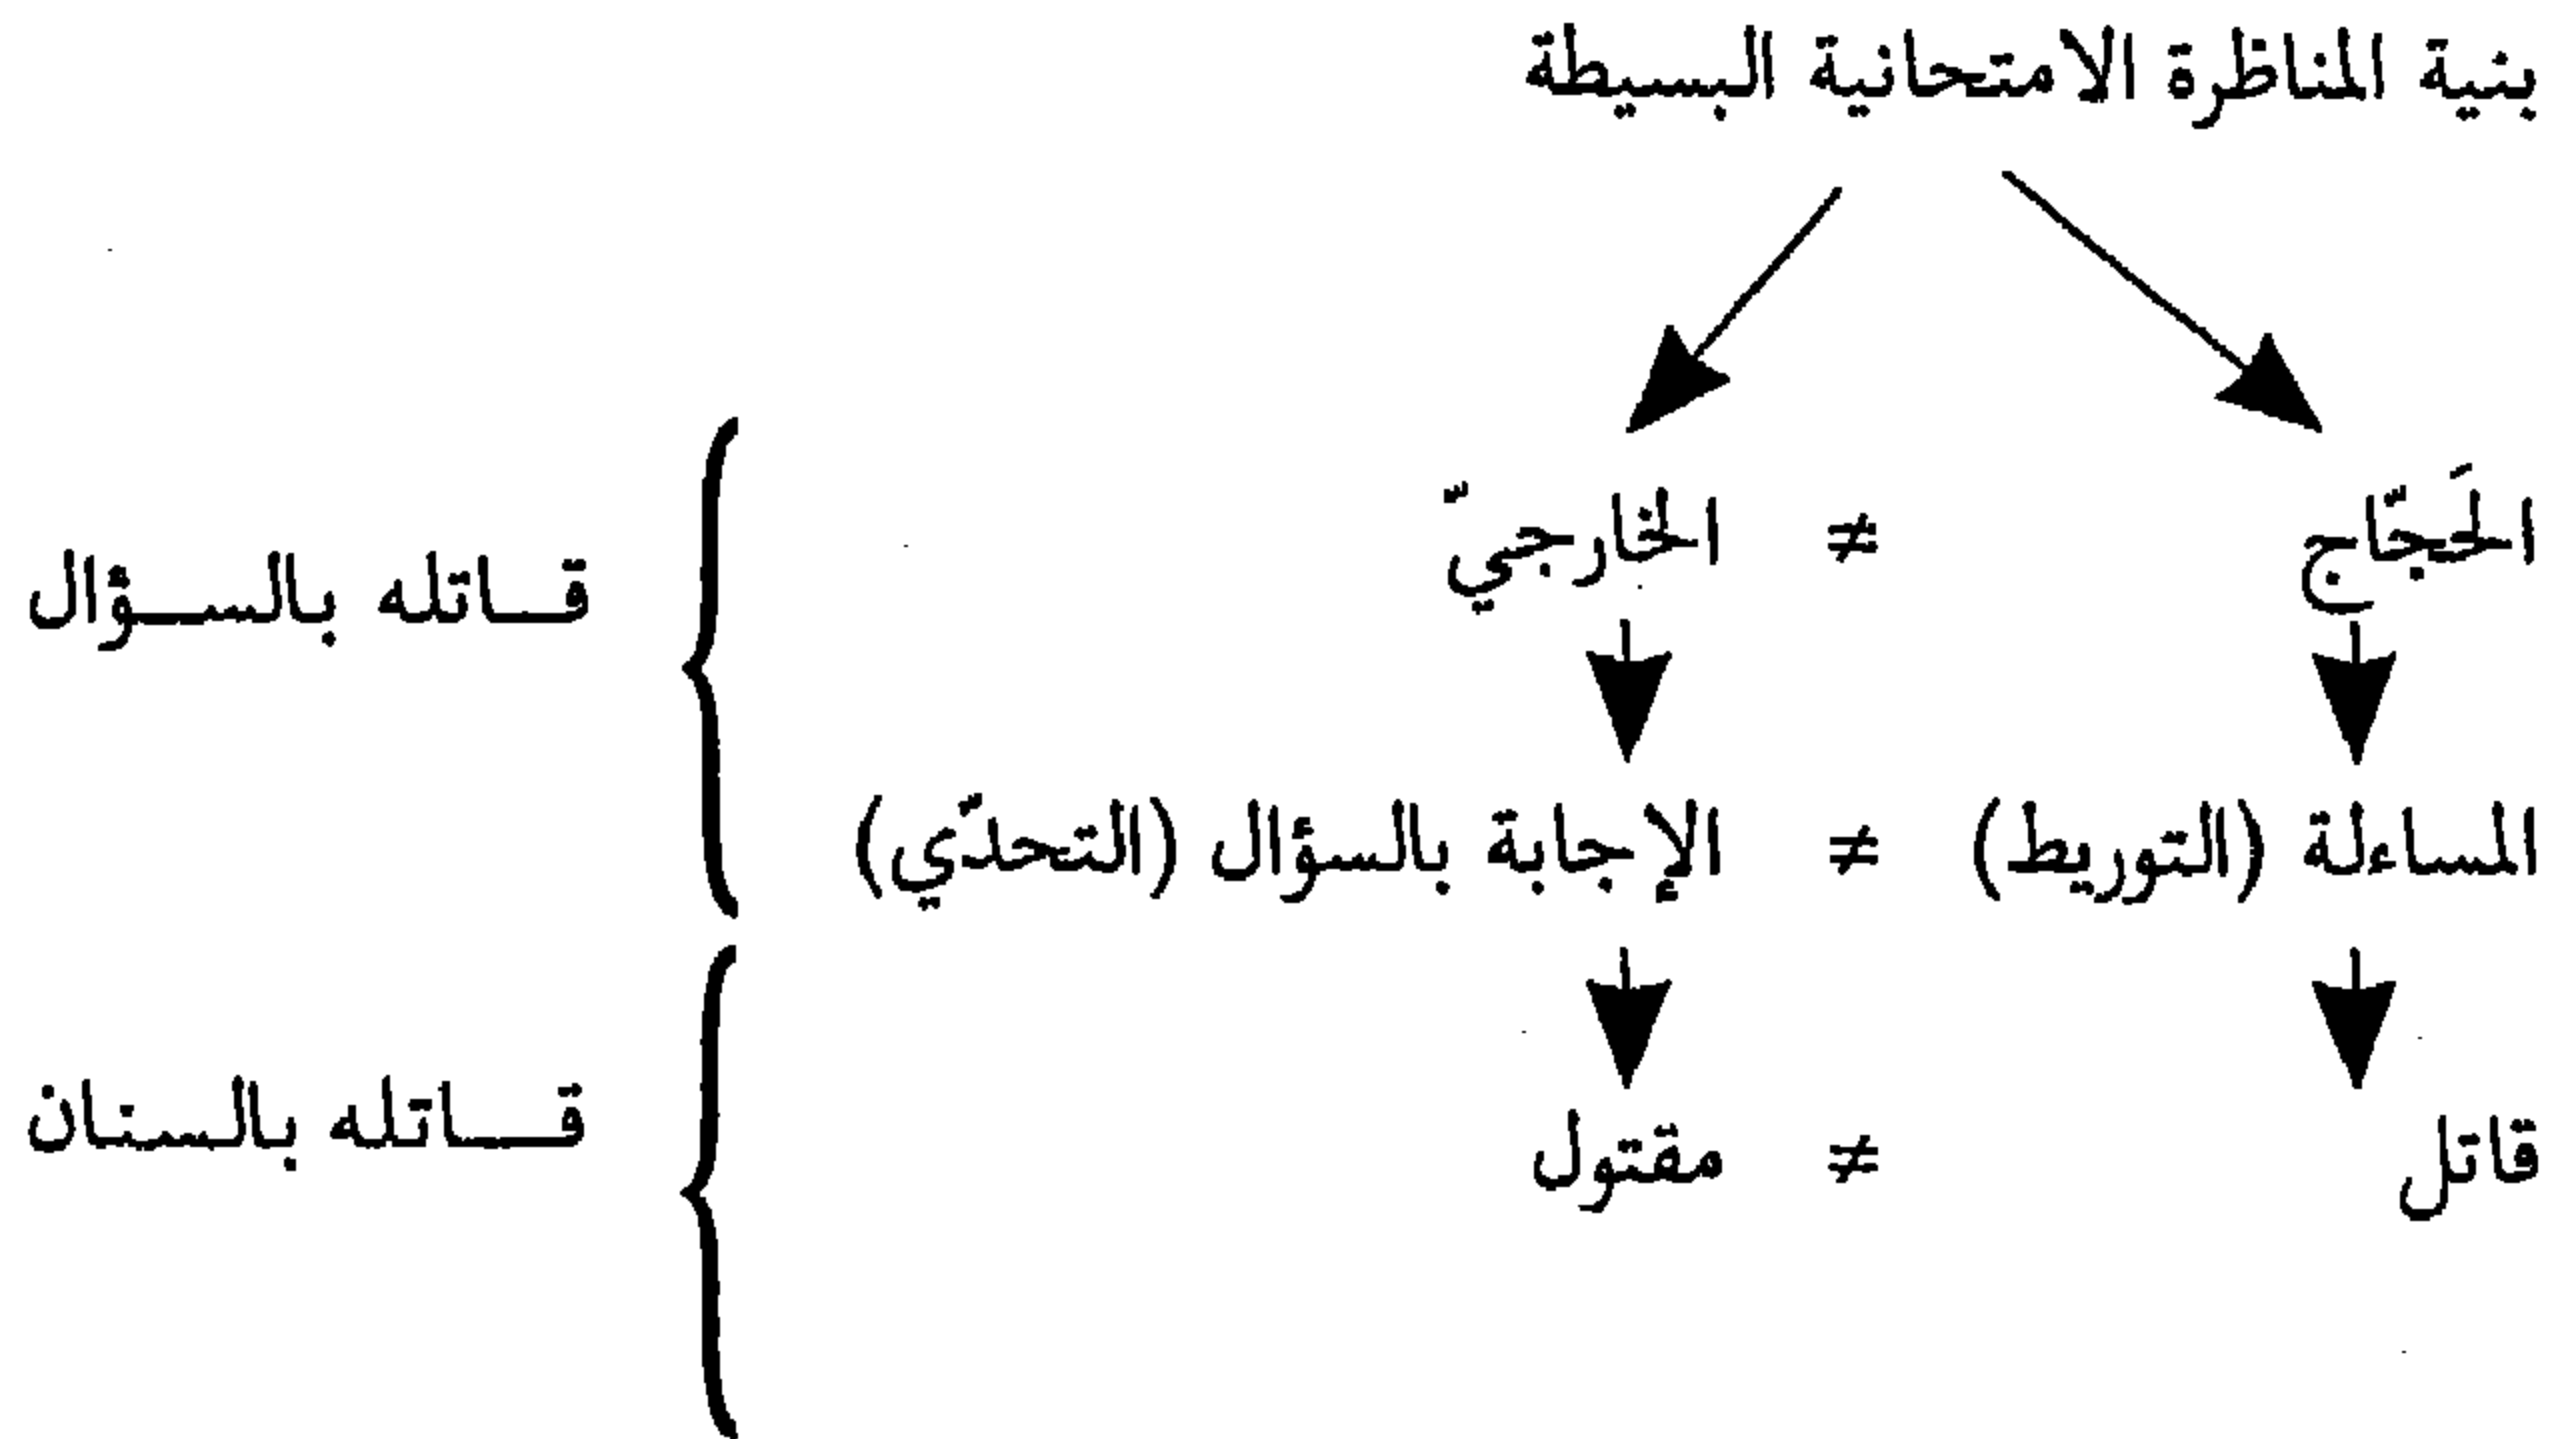 بنية المناظرة الامتحانية البسيطة
الحَجّاج ≠ الخارجيّ
قاتله بالسؤال
المساءلة (التوريط) ≠ الإجابة بالسؤال (التحدّي)
قاتل ≠ مقتول
قاتله بالسنان